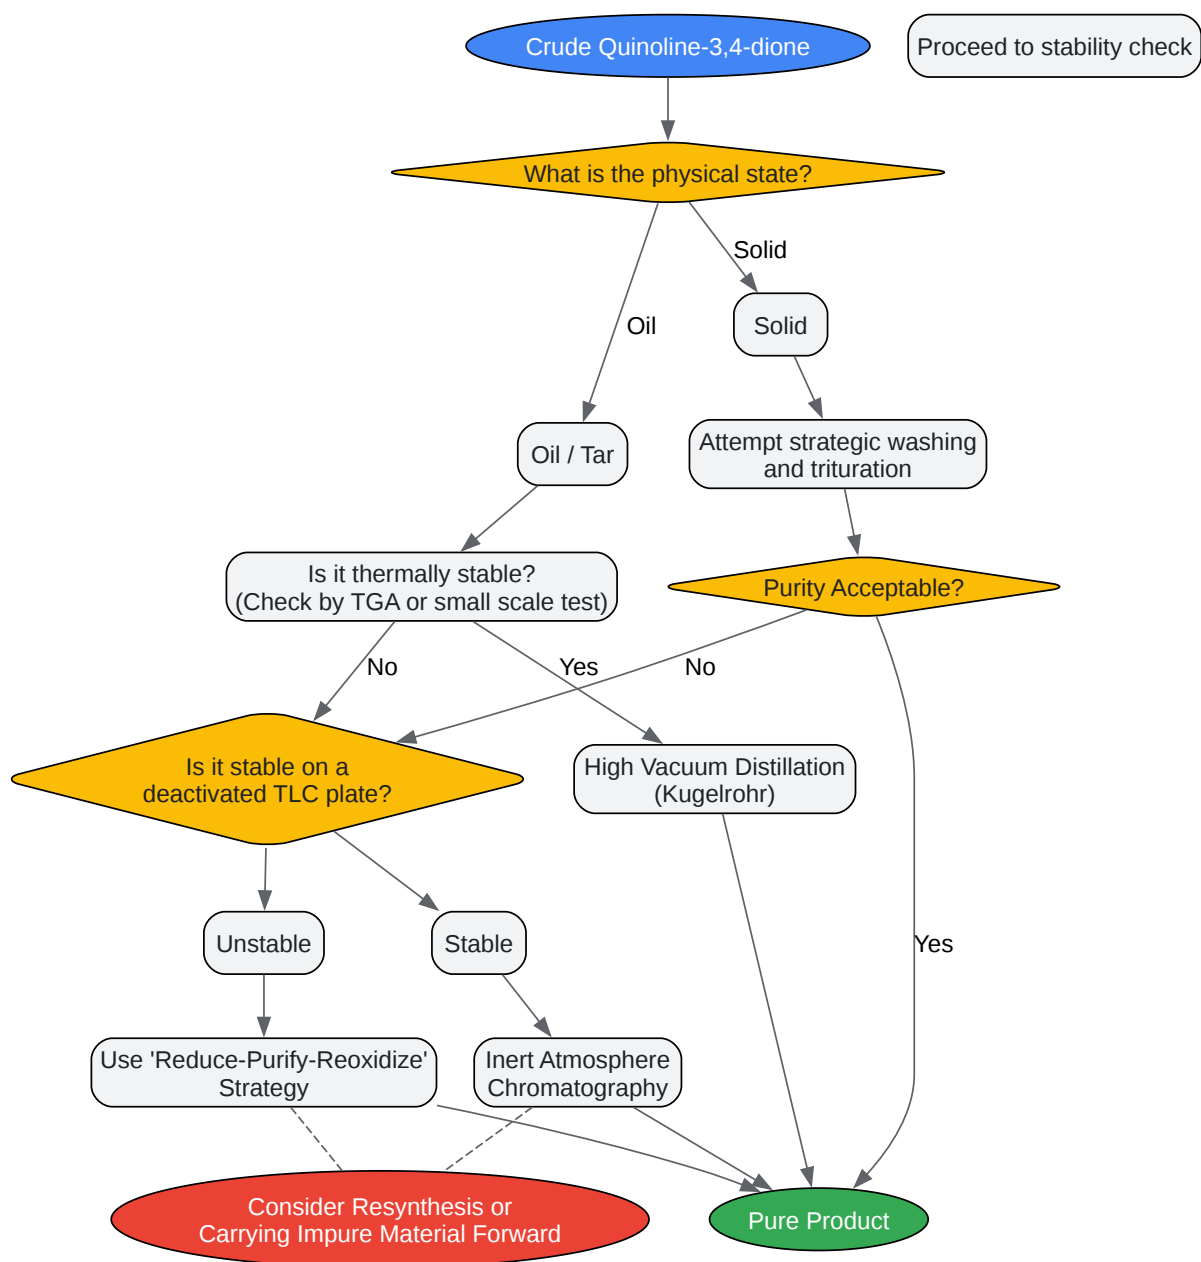 Crude Quinoline-3,4-dione
Proceed to stability check
What is the physical state?
Solid
Oil
Solid
Oil / Tar
Attempt strategic washing
and trituration
Is it thermally stable?
(Check by TGA or small scale test)
Purity Acceptable?
No
Yes
No
Is it stable on a
deactivated TLC plate?
High Vacuum Distillation
(Kugelrohr)
Unstable
Stable
Yes
Use 'Reduce-Purify-Reoxidize'
Strategy
Inert Atmosphere
Chromatography
Consider Resynthesis or
Carrying Impure Material Forward
Pure Product